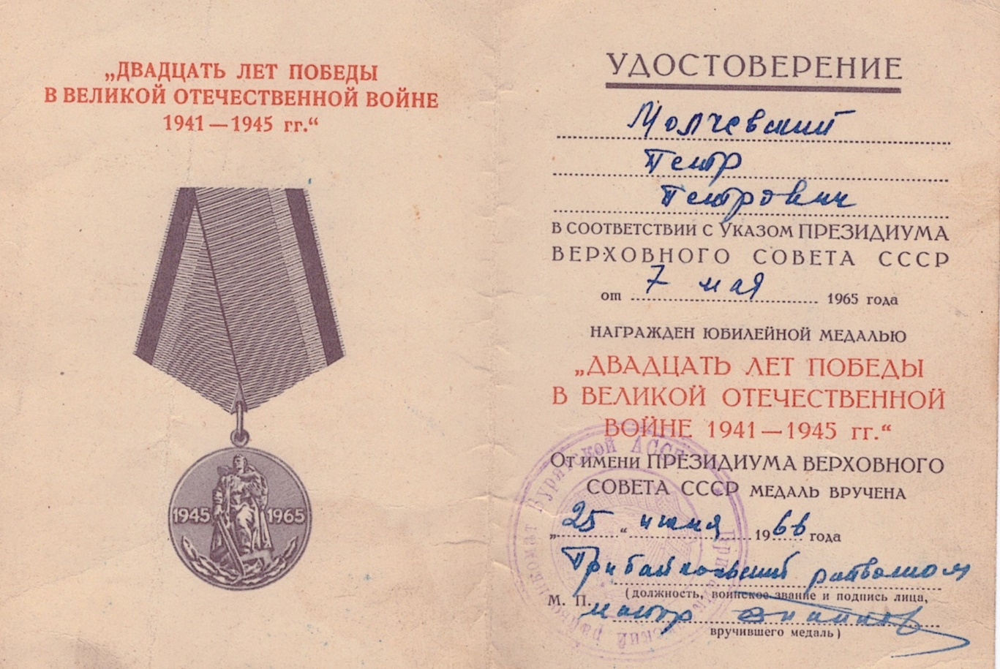 „ДВАДЦАТЬ ЛЕТ ПОБЕДЫ
В ВЕЛИКОЙ ОТЕЧЕСТВЕННОЙ ВОЙНЕ
1941—1945 гг.“
1945 1965
УДОСТОВЕРЕНИЕ
Молчевский
Петр
Петрович
В СООТВЕТСТВИИ С УКАЗОМ ПРЕЗИДИУМА
ВЕРХОВНОГО СОВЕТА СССР
от 7 мая 1965 года
НАГРАЖДЕН ЮБИЛЕЙНОЙ МЕДАЛЬЮ
„ДВАДЦАТЬ ЛЕТ ПОБЕДЫ
В ВЕЛИКОЙ ОТЕЧЕСТВЕННОЙ
ВОЙНЕ 1941—1945 гг.“
ОТ ИМЕНИ ПРЕЗИДИУМА ВЕРХОВНОГО
СОВЕТА СССР МЕДАЛЬ ВРУЧЕНА
„25“ июня 1966 года
Прибайкальский райвоенком
(должность, воинское звание и подпись лица,
М. П. майор
вручившего медаль)
Бурятской АССР
райвоенкомат